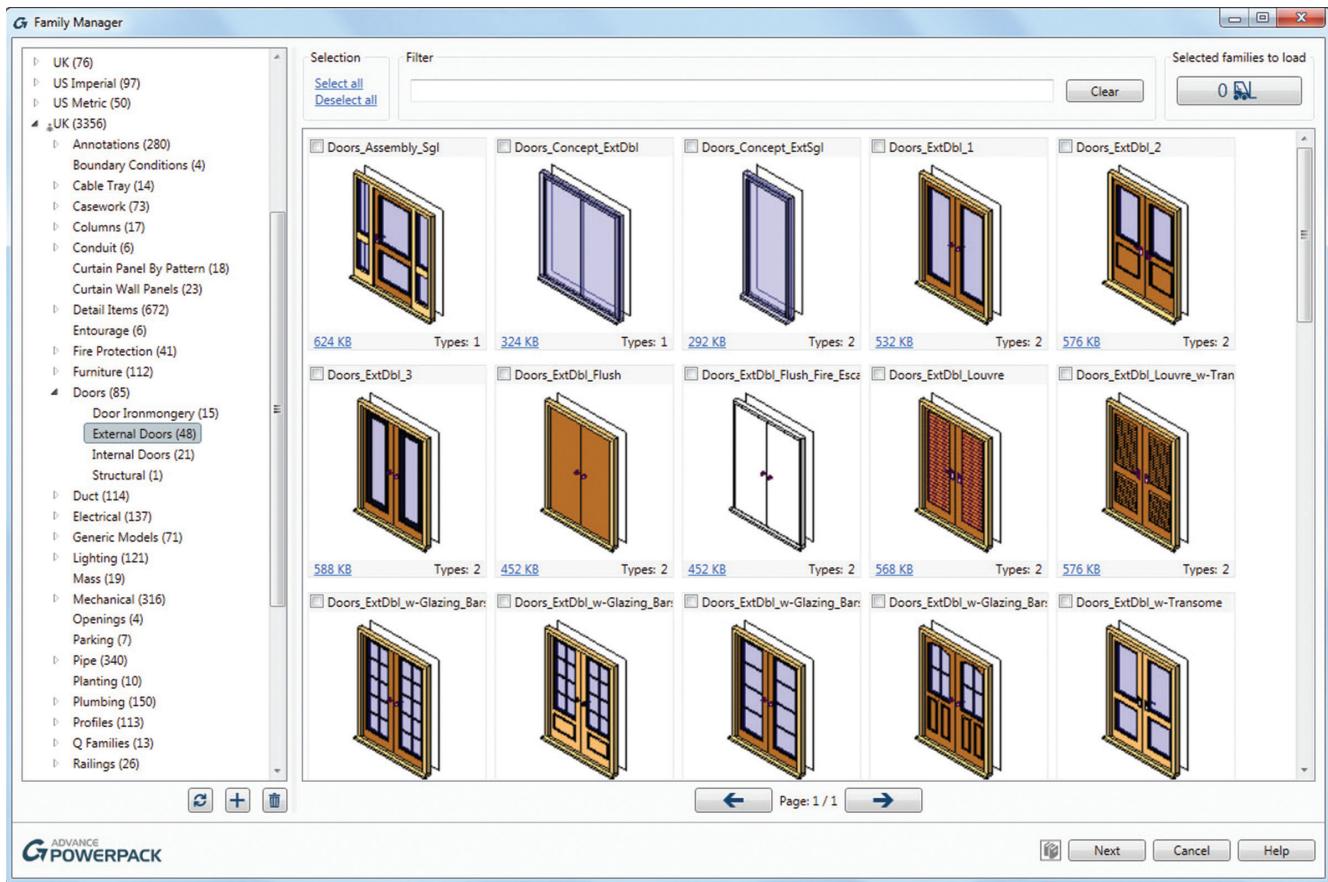 Family Manager
UK (76)
US Imperial (97)
US Metric (50)
UK (3356)
Annotations (280)
Boundary Conditions (4)
Cable Tray (14)
Casework (73)
Columns (17)
Conduit (6)
Curtain Panel By Pattern (18)
Curtain Wall Panels (23)
Detail Items (672)
Entourage (6)
Fire Protection (41)
Furniture (112)
Doors (85)
Door Ironmongery (15)
External Doors (48)
Internal Doors (21)
Structural (1)
Duct (114)
Electrical (137)
Generic Models (71)
Lighting (121)
Mass (19)
Mechanical (316)
Openings (4)
Parking (7)
Pipe (340)
Planting (10)
Plumbing (150)
Profiles (113)
Q Families (13)
Railings (26)
Selection
Select all
Deselect all
Filter
Clear
Selected families to load
0
Doors_Assembly_Sgl
Doors_Concept_ExtDbl
Doors_Concept_ExtSgl
Doors_ExtDbl_1
Doors_ExtDbl_2
624 KB Types: 1
324 KB Types: 1
292 KB Types: 2
532 KB Types: 2
576 KB Types: 2
Doors_ExtDbl_3
Doors_ExtDbl_Flush
Doors_ExtDbl_Flush_Fire_Esca
Doors_ExtDbl_Louvre
Doors_ExtDbl_Louvre_w-Tran
588 KB Types: 2
452 KB Types: 2
452 KB Types: 2
568 KB Types: 2
576 KB Types: 2
Doors_ExtDbl_w-Glazing_Bar
Doors_ExtDbl_w-Glazing_Bar
Doors_ExtDbl_w-Glazing_Bar
Doors_ExtDbl_w-Glazing_Bar
Doors_ExtDbl_w-Transome
Page: 1 / 1
ADVANCE
POWERPACK
Next
Cancel
Help